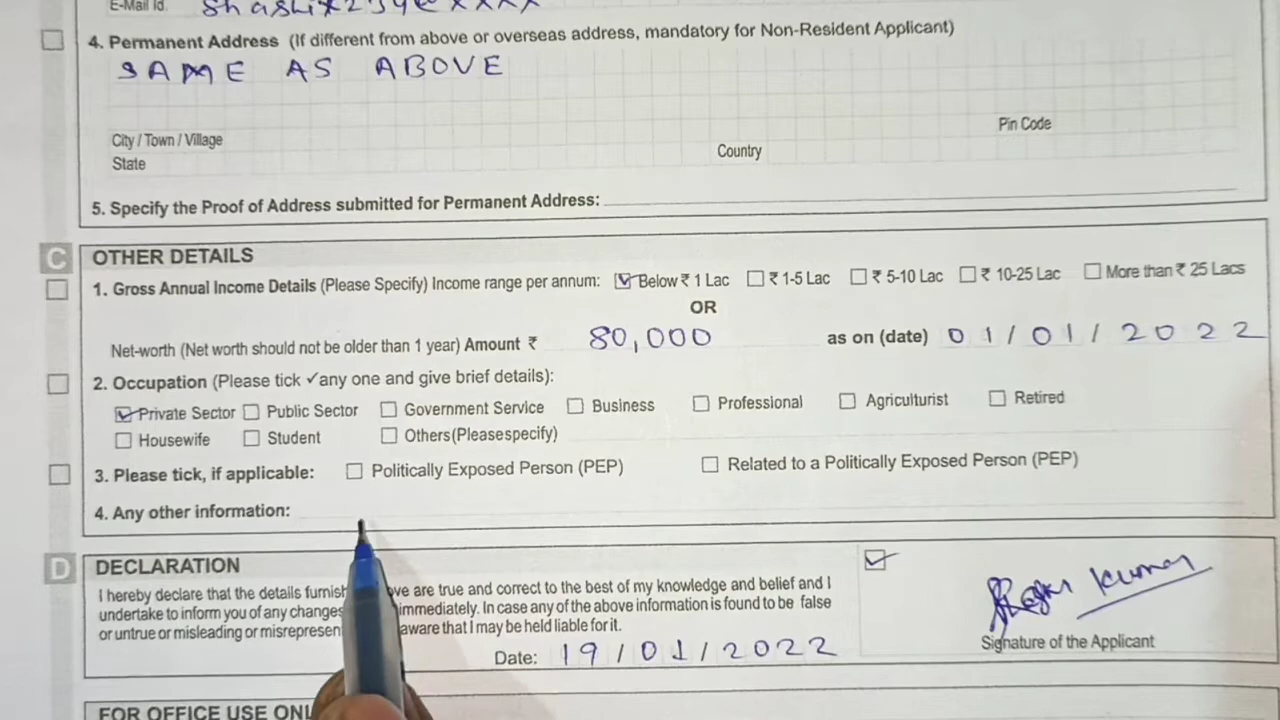 E-Mail Id.
4. Permanent Address (If different from above or overseas address, mandatory for Non-Resident Applicant)
SAME AS ABOVE
City / Town / Village
Pin Code
State
Country
5. Specify the Proof of Address submitted for Permanent Address:
C OTHER DETAILS
1. Gross Annual Income Details (Please Specify) Income range per annum: Below ₹ 1 Lac ₹ 1-5 Lac ₹ 5-10 Lac ₹ 10-25 Lac More than ₹ 25 Lacs
OR
Net-worth (Net worth should not be older than 1 year) Amount ₹ 80,000 as on (date) 01/01/2022
2. Occupation (Please tick ✓any one and give brief details):
Private Sector Public Sector Government Service Business Professional Agriculturist Retired
Housewife Student Others(Pleasespecify)
3. Please tick, if applicable: Politically Exposed Person (PEP) Related to a Politically Exposed Person (PEP)
4. Any other information:
D DECLARATION
I hereby declare that the details are true and correct to the best of my knowledge and belief and I
undertake to inform you of any changes immediately. In case any of the above information is found to be false
or untrue or misleading or aware that I may be held liable for it.
Date: 19/01/2022
Kumar
Signature of the Applicant
FOR OFFICE USE